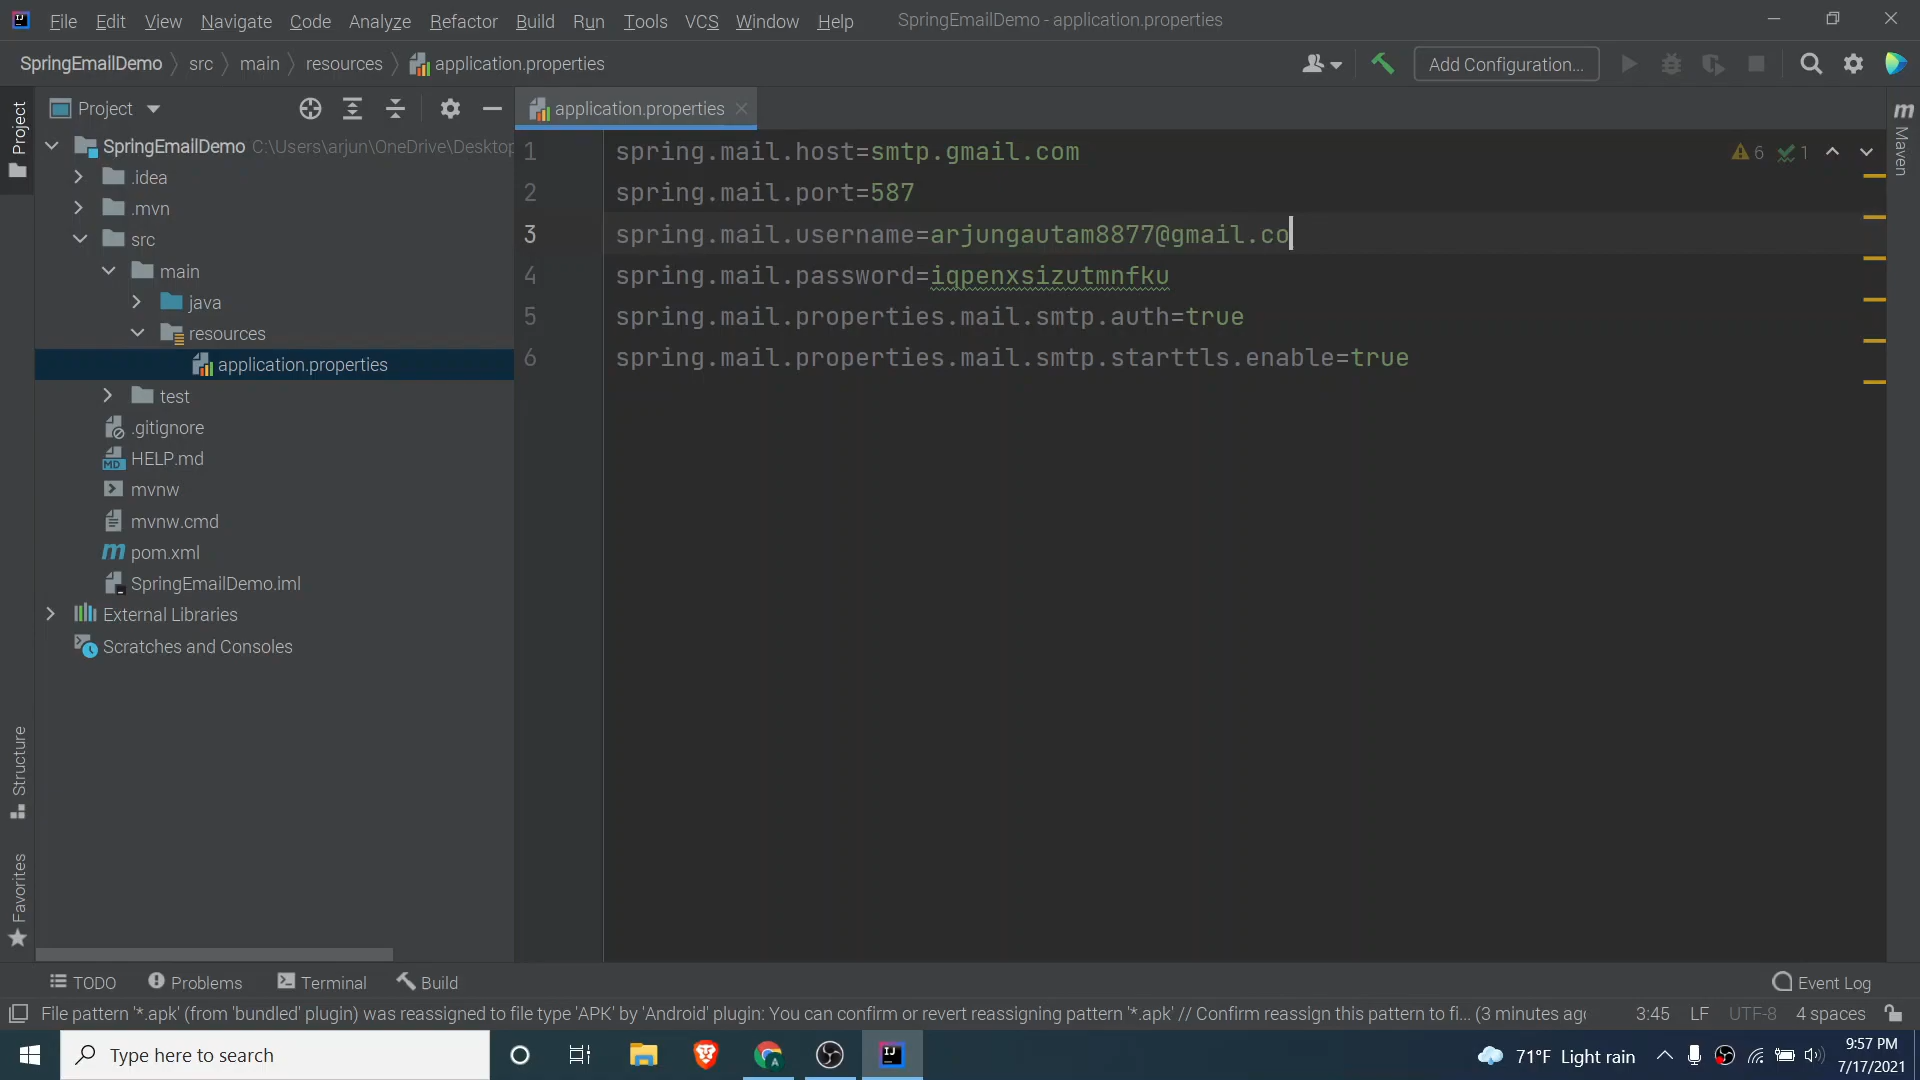 File Edit View Navigate Code Analyze Refactor Build Run Tools VCS Window Help SpringEmailDemo - application.properties
SpringEmailDemo src main resources application.properties Add Configuration...
Project
application.properties
Project
SpringEmailDemo C:\Users\arjun\OneDrive\Desktop
.idea
.mvn
src
main
java
resources
application.properties
test
.gitignore
HELP.md
mvnw
mvnw.cmd
pom.xml
SpringEmailDemo.iml
External Libraries
Scratches and Consoles
1 spring.mail.host=smtp.gmail.com
2 spring.mail.port=587
3 spring.mail.username=arjungautam8877@gmail.co
4 spring.mail.password=iqpenxsizutmnfku
5 spring.mail.properties.mail.smtp.auth=true
6 spring.mail.properties.mail.smtp.starttls.enable=true
6 1
Maven
Structure
Favorites
TODO Problems Terminal Build Event Log
File pattern '*.apk' (from 'bundled' plugin) was reassigned to file type 'APK' by 'Android' plugin: You can confirm or revert reassigning pattern '*.apk' // Confirm reassign this pattern to fi... (3 minutes ago 3:45 LF UTF-8 4 spaces
Type here to search
71°F Light rain
9:57 PM
7/17/2021